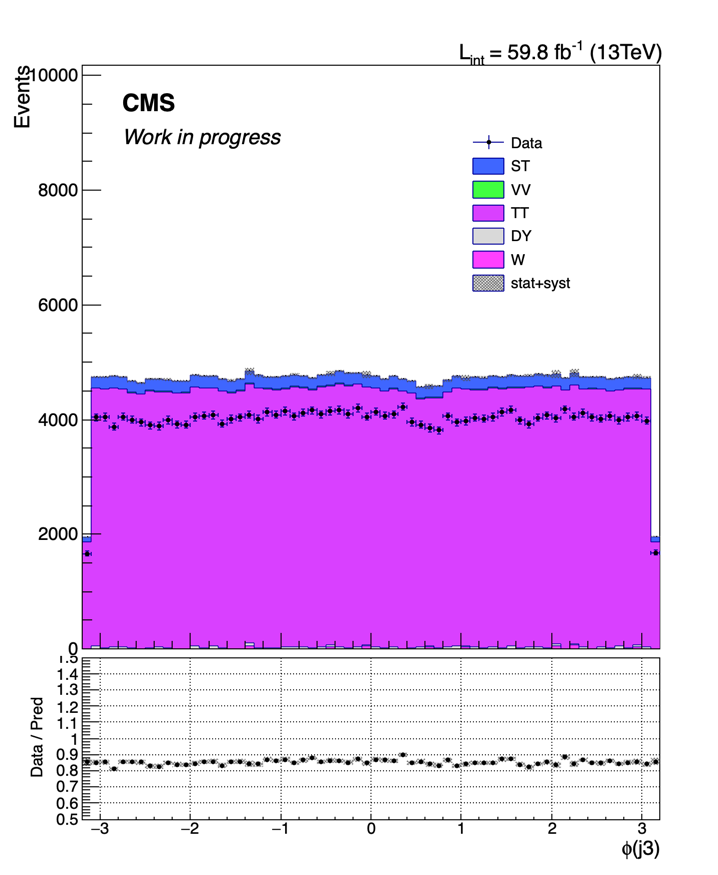 L_int = 59.8 fb^-1 (13TeV)
Events
10000
CMS
Work in progress
Data
ST
VV
TT
DY
W
stat+syst
8000
6000
4000
2000
0
Data / Pred
1.5
1.4
1.3
1.2
1.1
1
0.9
0.8
0.7
0.6
0.5
−3 −2 −1 0 1 2 3
ϕ(j3)